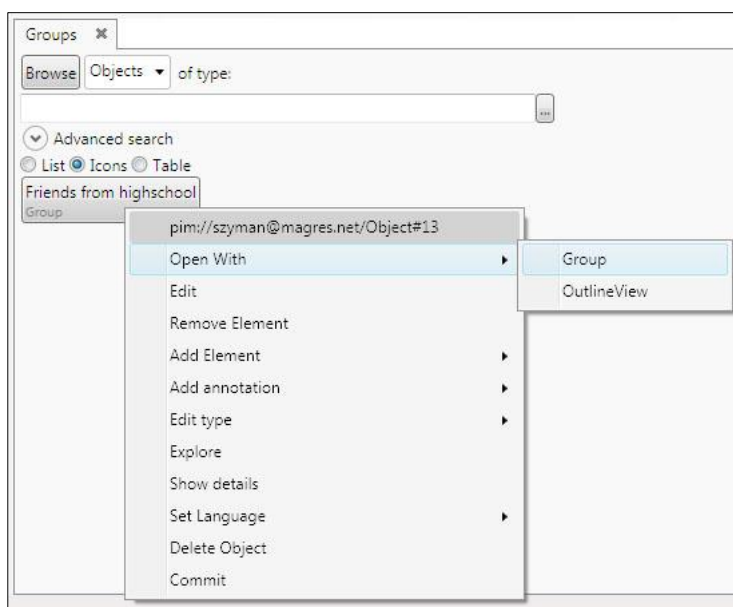 Groups
Browse Objects of type:
...
Advanced search
List Icons Table
Friends from highschool
Group
pim://szyman@magres.net/Object#13
Open With
Group
Edit
OutlineView
Remove Element
Add Element
Add annotation
Edit type
Explore
Show details
Set Language
Delete Object
Commit